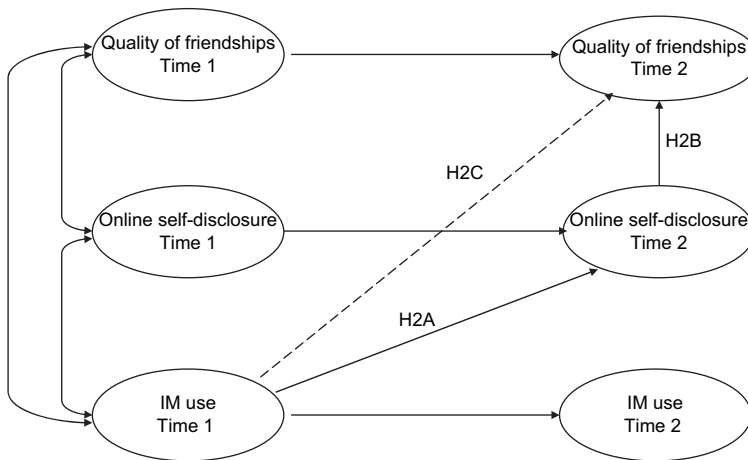 Quality of friendships
Time 1
Quality of friendships
Time 2
H2C
H2B
Online self-disclosure
Time 1
Online self-disclosure
Time 2
H2A
IM use
Time 1
IM use
Time 2